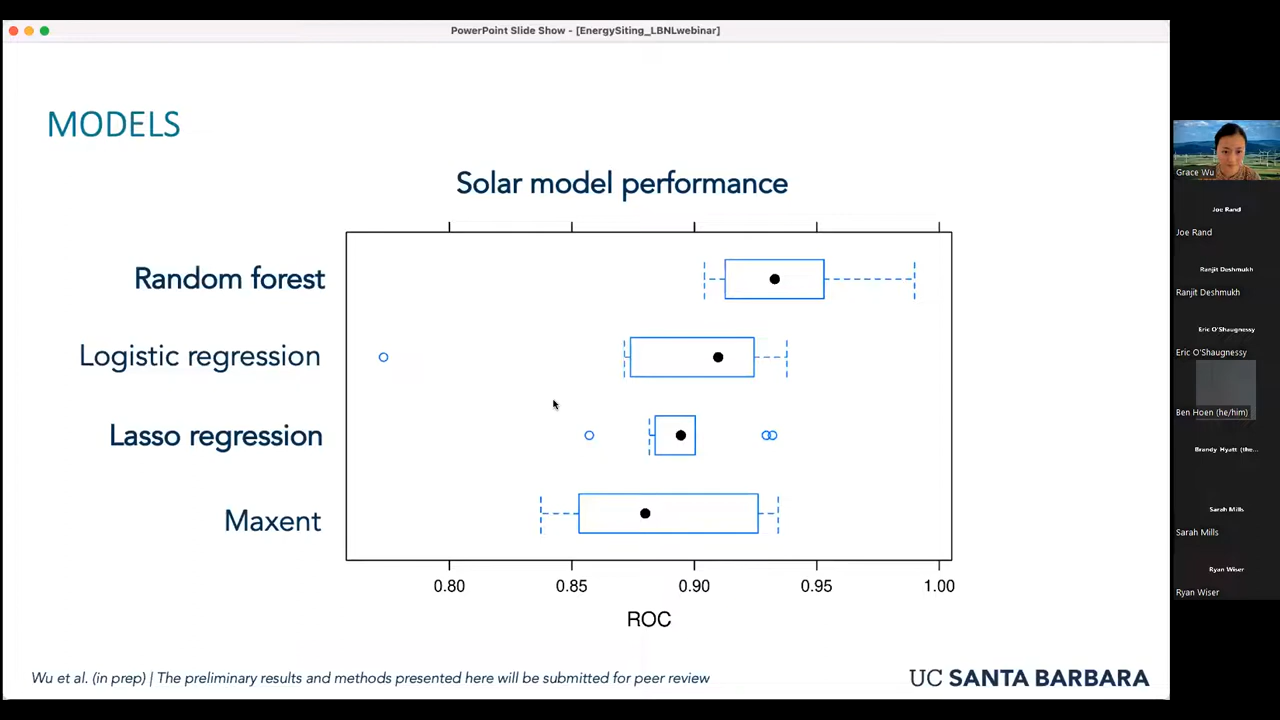 PowerPoint Slide Show - [EnergySiting_LBNLwebinar]
MODELS
Solar model performance
Random forest
Logistic regression
Lasso regression
Maxent
0.80
0.85
0.90
0.95
1.00
ROC
Wu et al. (in prep) | The preliminary results and methods presented here will be submitted for peer review
UC SANTA BARBARA
Grace Wu
Joe Rand
Joe Rand
Ranjit Deshmukh
Ranjit Deshmukh
Eric O'Shaugnessy
Eric O'Shaugnessy
Ben Hoen (he/him)
Brandy Hyatt (the...
Sarah Mills
Sarah Mills
Ryan Wiser
Ryan Wiser